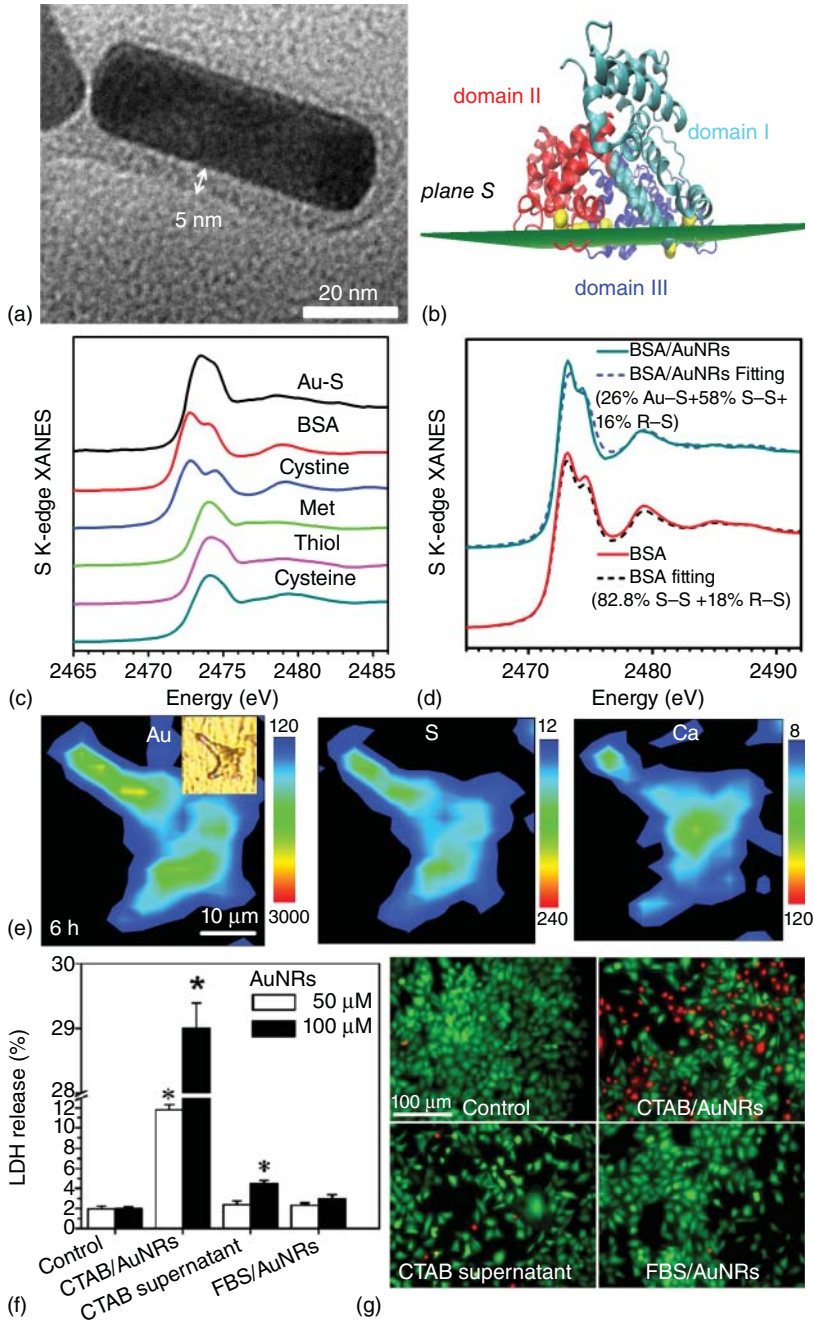 5 nm
20 nm
(a)
domain II
domain I
plane S
domain III
(b)
S K-edge XANES
Au-S
BSA
Cystine
Met
Thiol
Cysteine
2465 2470 2475 2480 2486
Energy (eV)
(c)
S K-edge XANES
BSA/AuNRs
BSA/AuNRs Fitting
(26% Au–S+58% S–S+
16% R–S)
BSA
BSA fitting
(82.8% S–S +18% R–S)
2470 2480 2490
Energy (eV)
(d)
Au
6 h
10 μm
120
3000
S
12
240
Ca
8
120
(e)
LDH release (%)
30
29
28
12
10
8
6
4
2
0
AuNRs
50 μM
100 μM
*
*
*
Control
CTAB/AuNRs
CTAB supernatant
FBS/AuNRs
(f)
100 μm
Control
CTAB/AuNRs
CTAB supernatant
FBS/AuNRs
(g)